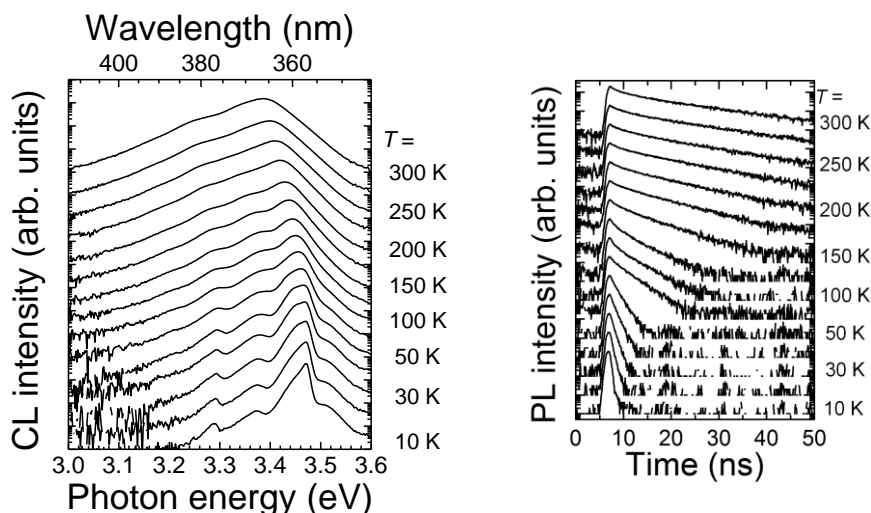 Wavelength (nm)
400 380 360
CL intensity (arb. units)
T =
300 K
250 K
200 K
150 K
100 K
50 K
30 K
10 K
3.0 3.1 3.2 3.3 3.4 3.5 3.6
Photon energy (eV)
PL intensity (arb. units)
T =
300 K
250 K
200 K
150 K
100 K
50 K
30 K
10 K
0 10 20 30 40 50
Time (ns)